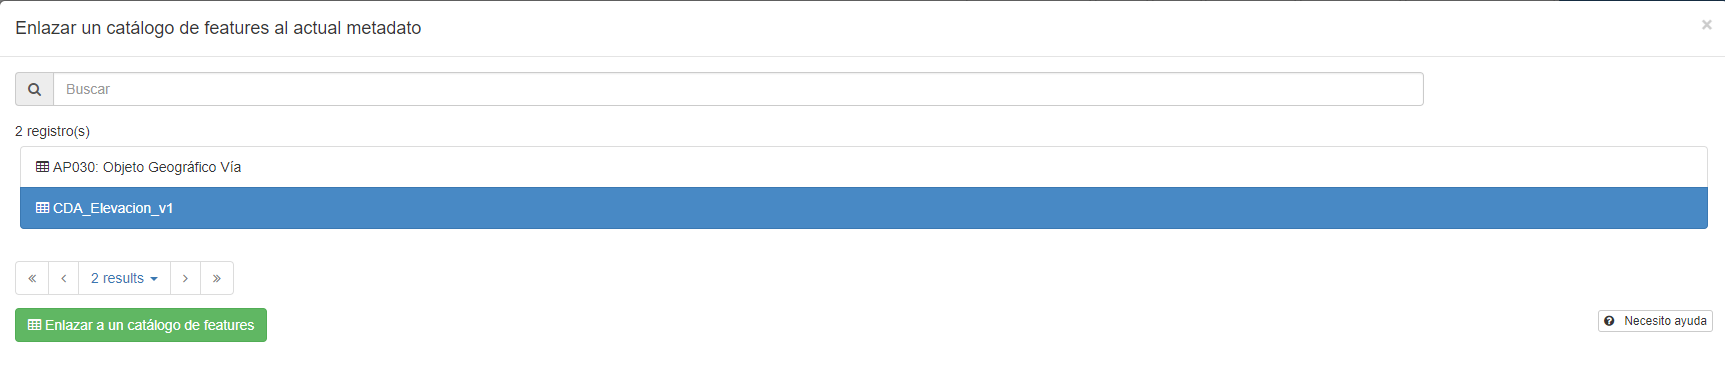 Enlazar un catálogo de features al actual metadato
×
Buscar
2 registro(s)
AP030: Objeto Geográfico Vía
CDA_Elevacion_v1
« ‹ 2 results › »
Enlazar a un catálogo de features
Necesito ayuda